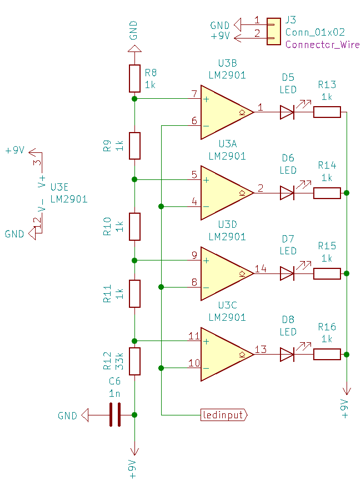 GND
GND
+9V
1
2
J3
Conn_01x02
Connector_Wire
R8
1k
U3B
LM2901
7
+
6
-
1
D5
LED
R13
1k
+9V
3
V+
U3E
LM2901
V-
12
GND
R9
1k
U3A
LM2901
5
+
4
-
2
D6
LED
R14
1k
R10
1k
U3D
LM2901
9
+
8
-
14
D7
LED
R15
1k
R11
1k
U3C
LM2901
11
+
10
-
13
D8
LED
R16
1k
R12
33k
C6
1n
GND
ledinput
+9V
+9V